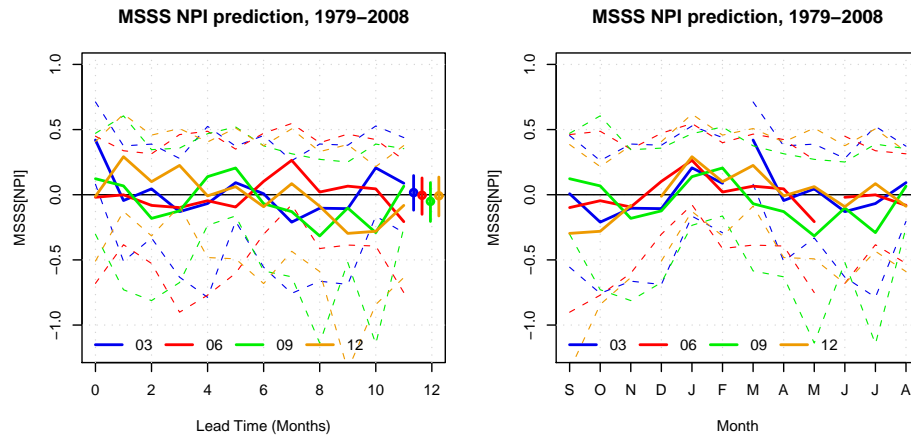 MSSS NPI prediction, 1979−2008
MSSS[NPI]
1.0
0.5
0.0
−0.5
−1.0
03 06 09 12
0 2 4 6 8 10 12
Lead Time (Months)
MSSS NPI prediction, 1979−2008
MSSS[NPI]
1.0
0.5
0.0
−0.5
−1.0
03 06 09 12
S O N D J F M A M J J A
Month